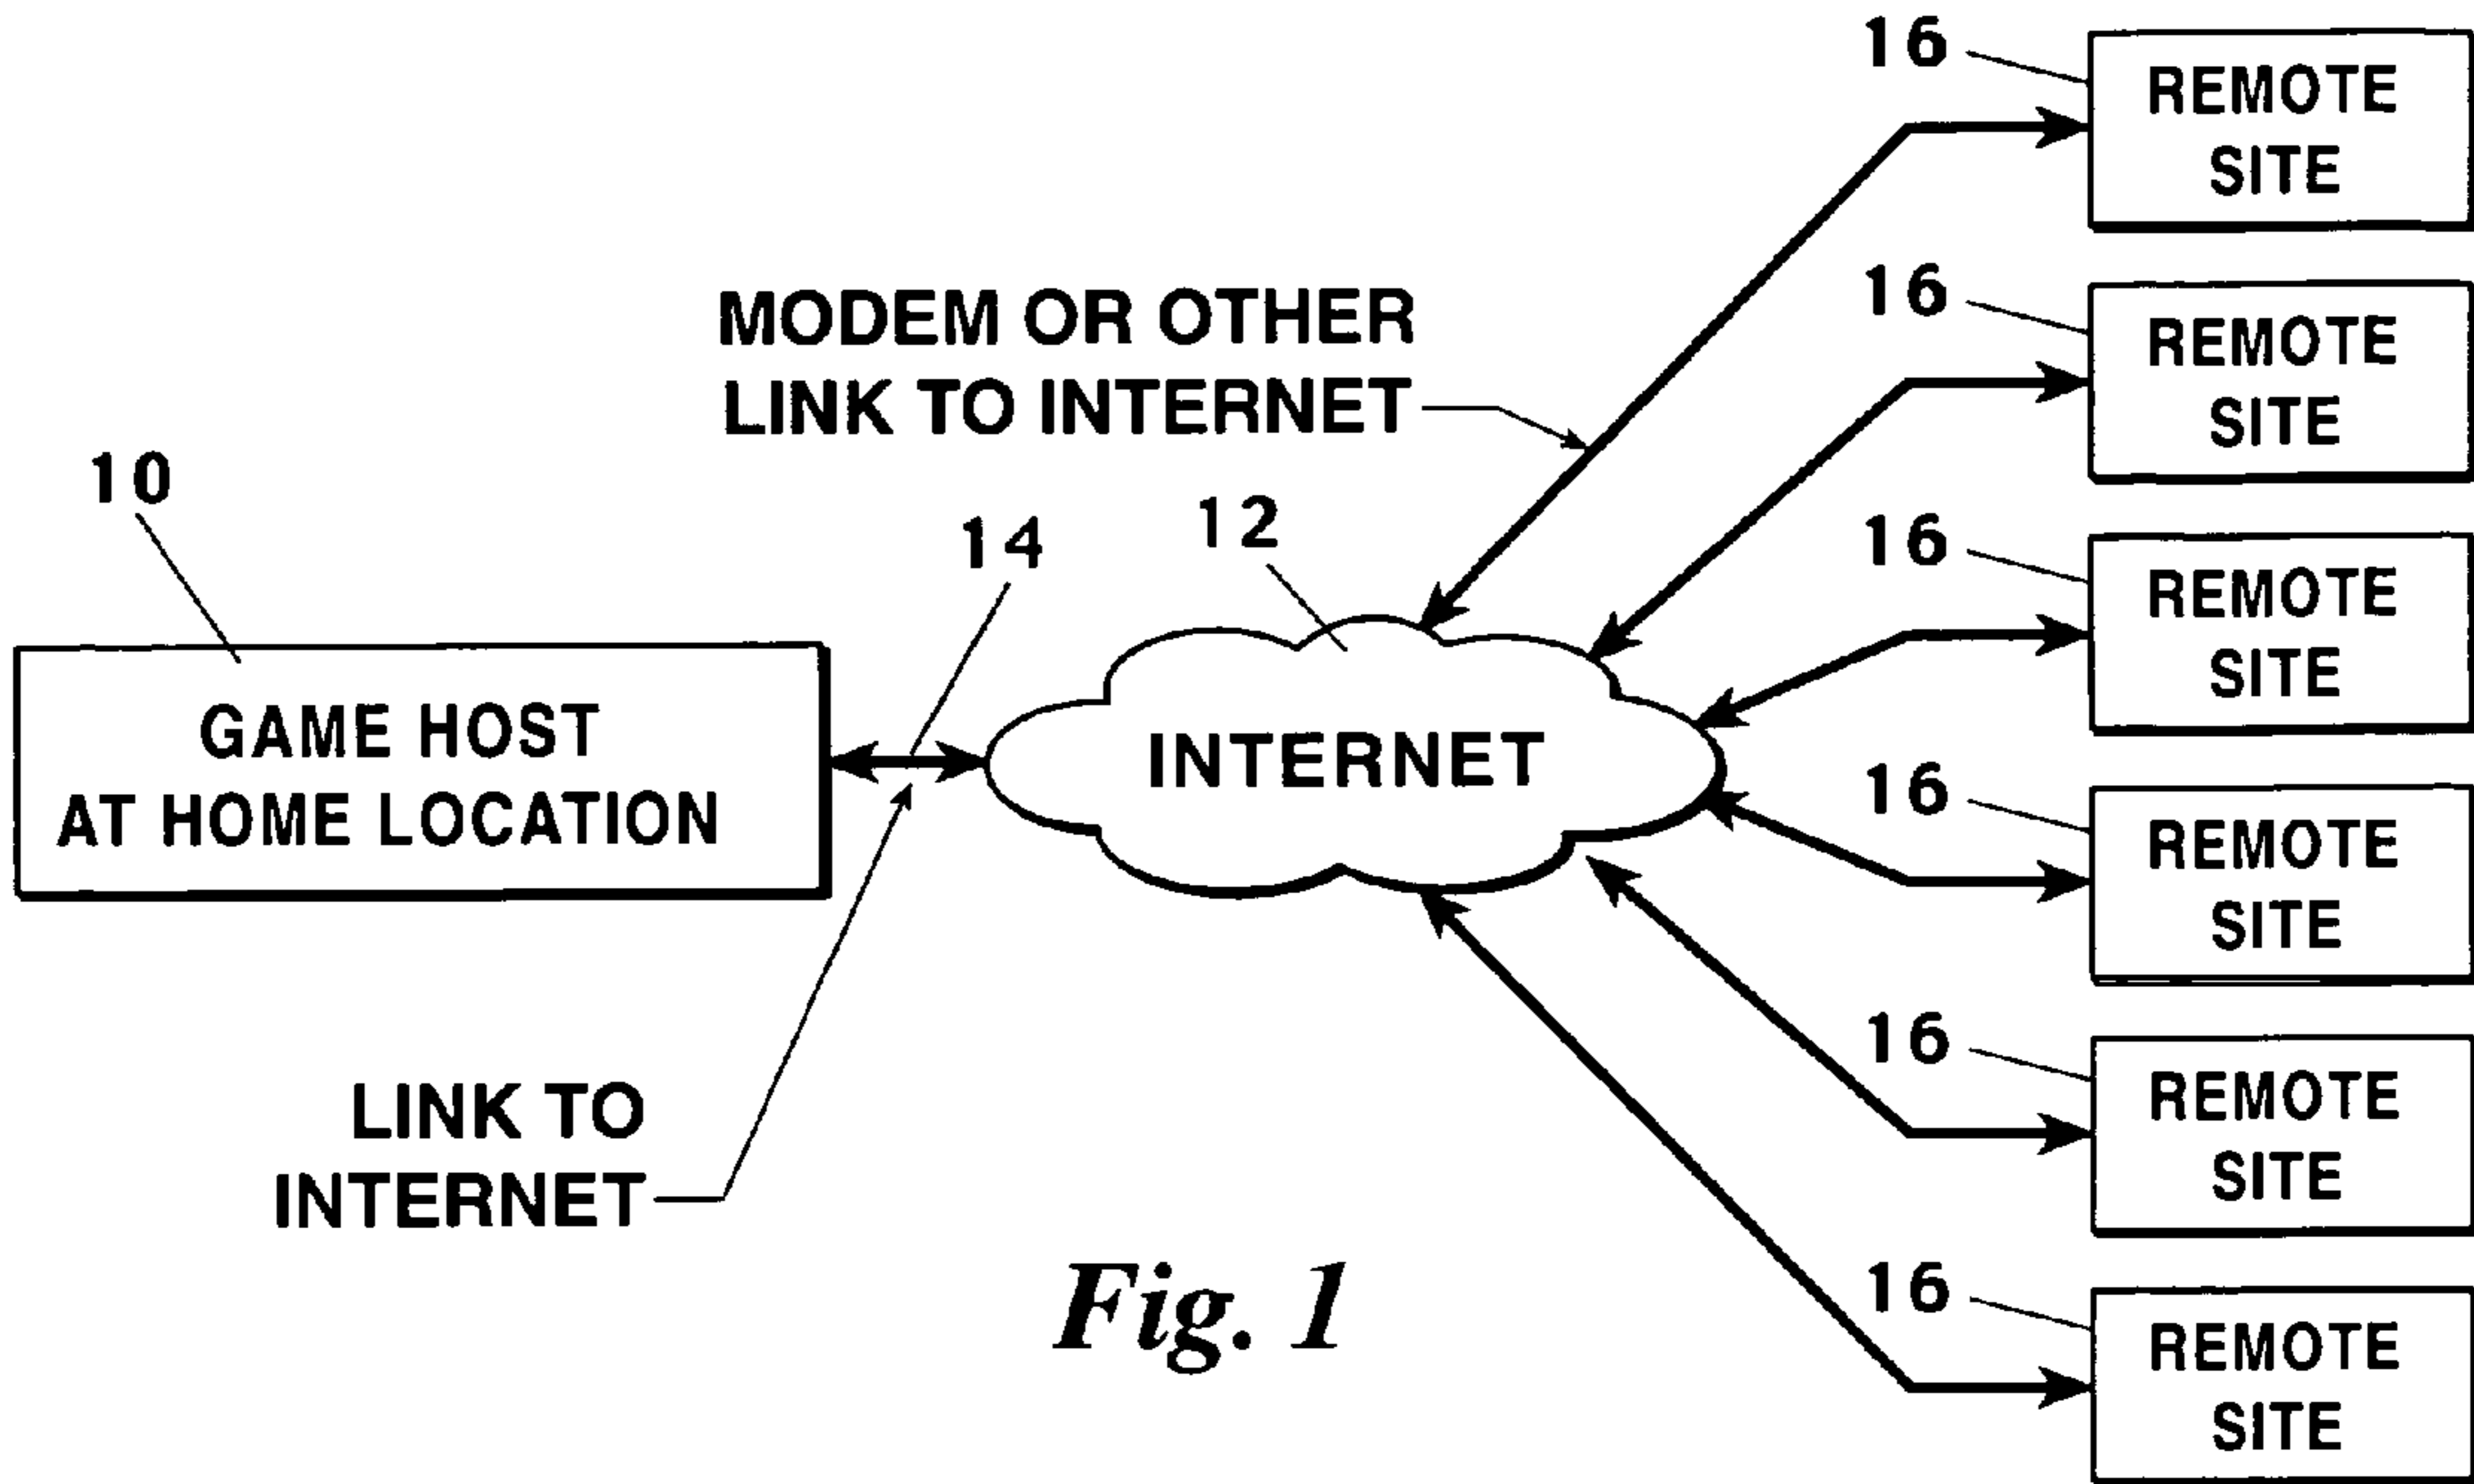 16
REMOTE
SITE
MODEM OR OTHER
LINK TO INTERNET
16
REMOTE
SITE
10
14
12
16
REMOTE
SITE
GAME HOST
AT HOME LOCATION
INTERNET
16
REMOTE
SITE
LINK TO
INTERNET
16
REMOTE
SITE
16
REMOTE
SITE
Fig. 1